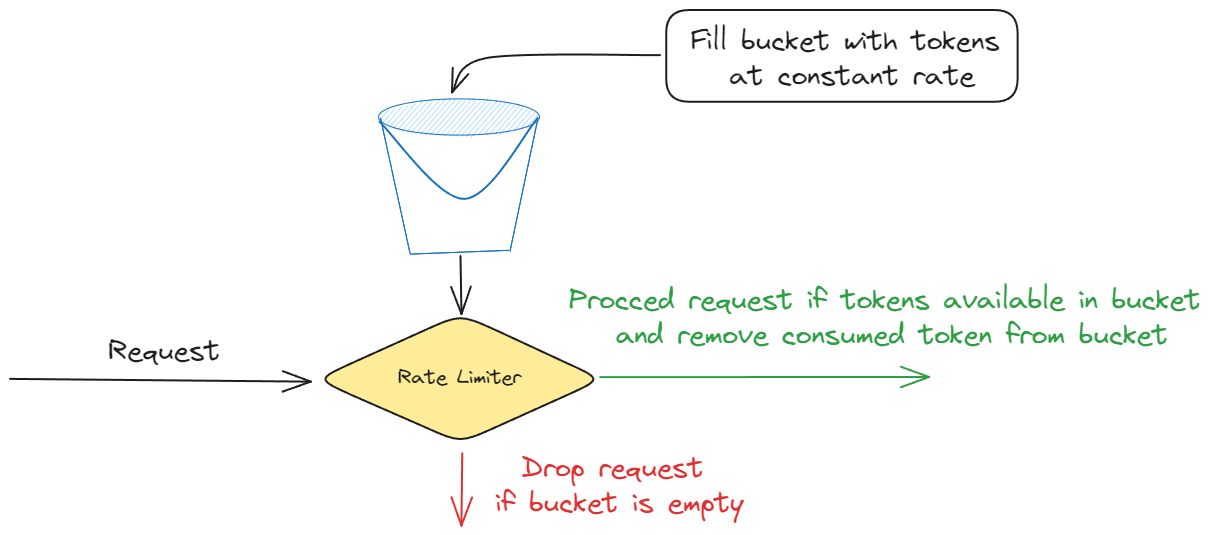 Fill bucket with tokens
at constant rate
Procced request if tokens available in bucket
and remove consumed token from bucket
Request
Rate Limiter
Drop request
if bucket is empty